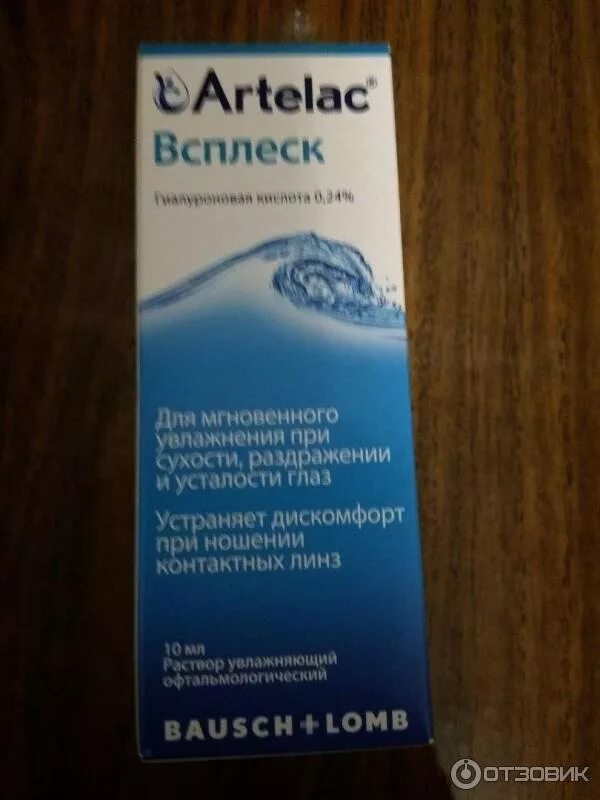 Artelac®
Всплеск
Гиалуроновая кислота 0,24%
Для мгновенного
увлажнения при
сухости, раздражении
и усталости глаз
Устраняет дискомфорт
при ношении
контактных линз
10 мл
Раствор увлажняющий
офтальмологический
BAUSCH+LOMB
ОТЗОВИК